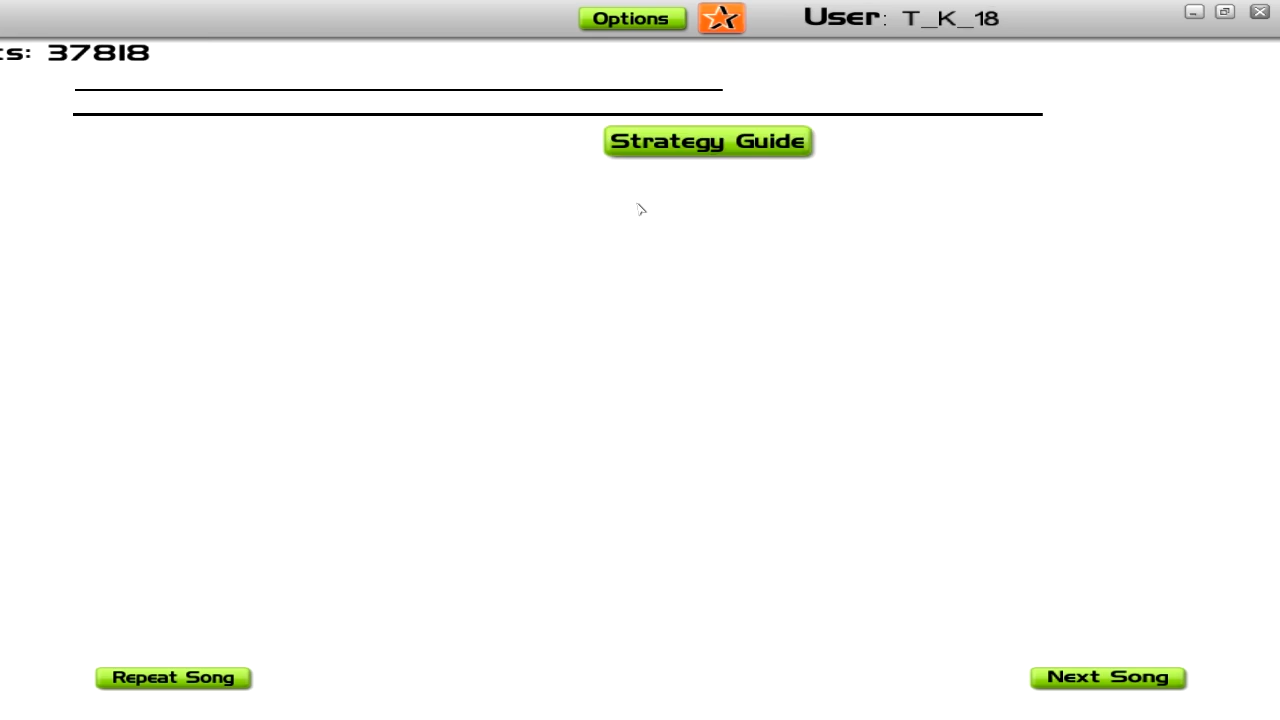 Options User: T_K_18
ts: 37818
Strategy Guide
Repeat Song Next Song